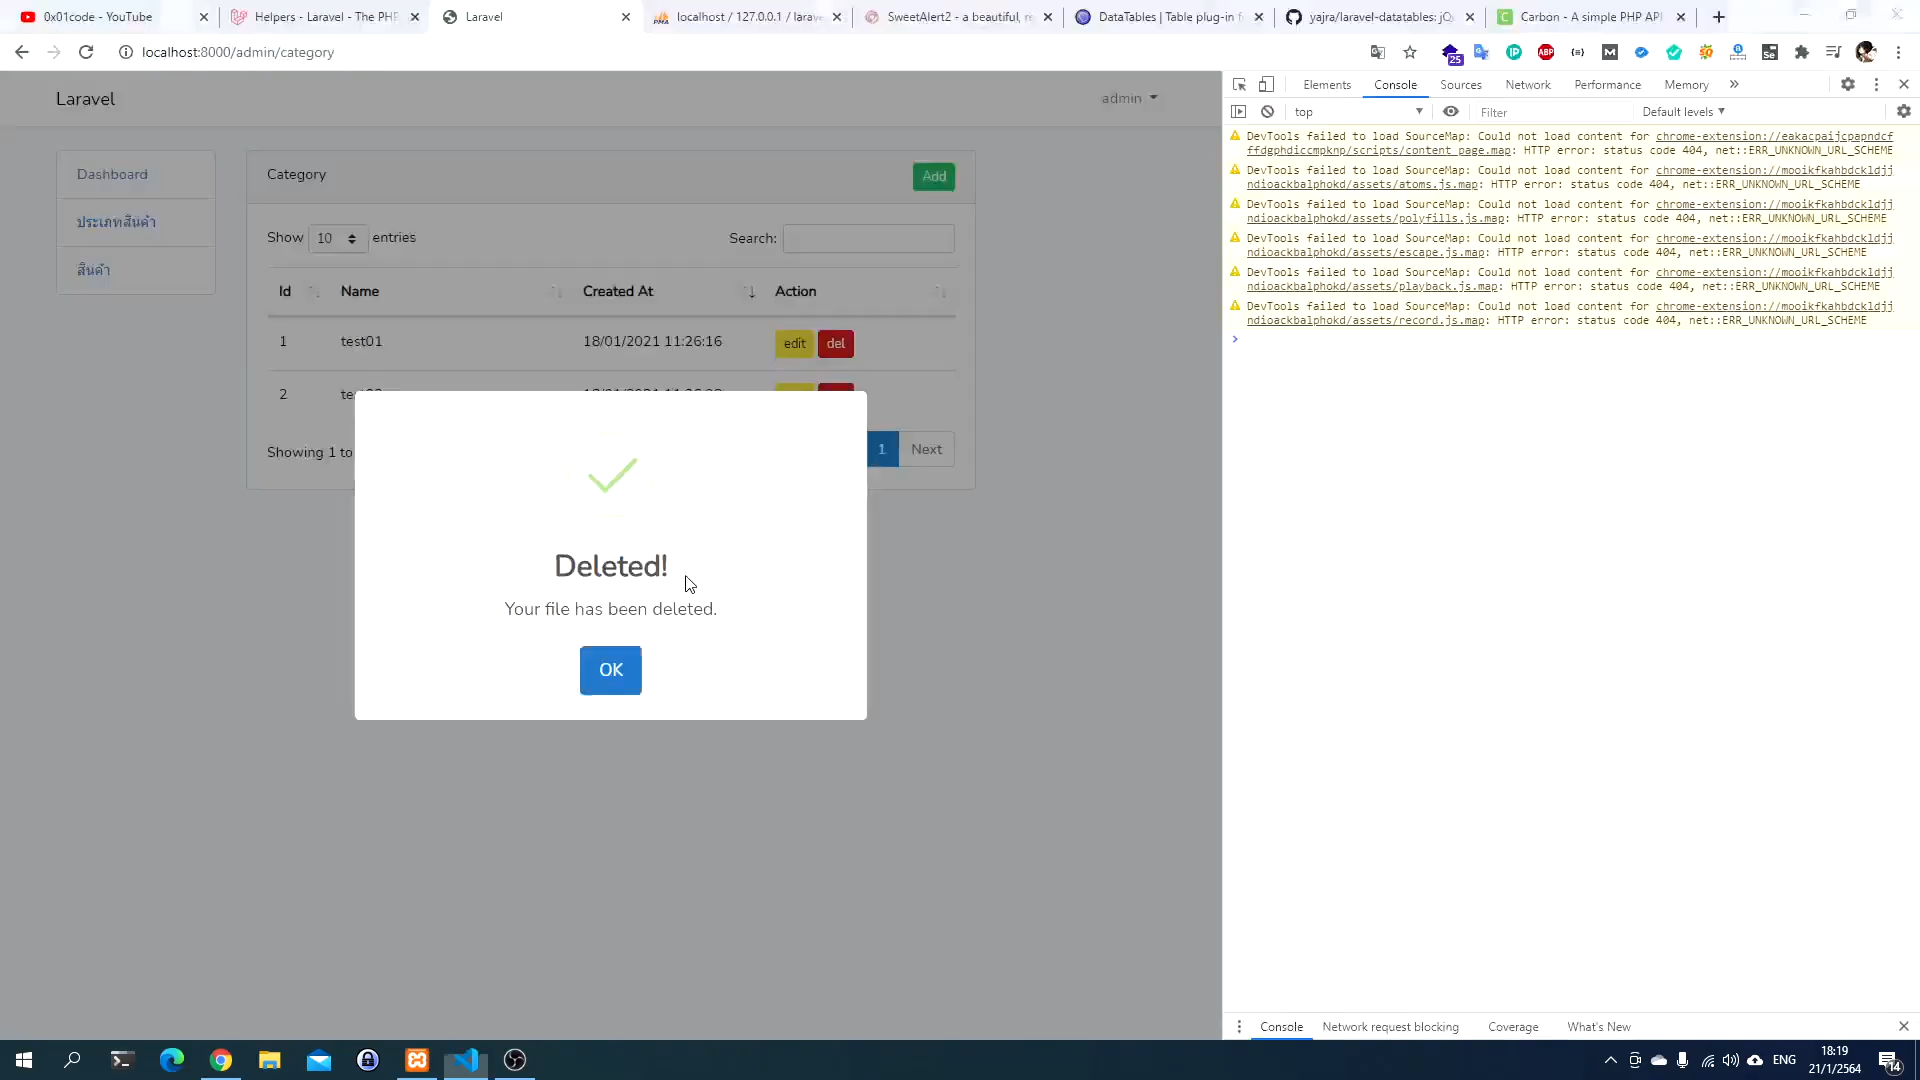 0x01code - YouTube
Helpers - Laravel - The PHP
Laravel
localhost / 127.0.0.1 / larave
SweetAlert2 - a beautiful, re
DataTables | Table plug-in f
yajra/laravel-datatables: jQu
Carbon - A simple PHP API
localhost:8000/admin/category
25
ABP
Laravel
admin
Dashboard
ประเภทสินค้า
สินค้า
Category
Add
Show 10 entries
Search:
Id Name Created At Action
1 test01 18/01/2021 11:26:16 edit del
2
Showing 1 to
1 Next
Deleted!
Your file has been deleted.
OK
Elements Console Sources Network Performance Memory
top
Filter
Default levels
DevTools failed to load SourceMap: Could not load content for chrome-extension://eakacpaijcpapndcf
ffdgphdiccmpknp/scripts/content_page.map: HTTP error: status code 404, net::ERR_UNKNOWN_URL_SCHEME
DevTools failed to load SourceMap: Could not load content for chrome-extension://mooikfkahbdckldjj
ndioackbalphokd/assets/atoms.js.map: HTTP error: status code 404, net::ERR_UNKNOWN_URL_SCHEME
DevTools failed to load SourceMap: Could not load content for chrome-extension://mooikfkahbdckldjj
ndioackbalphokd/assets/polyfills.js.map: HTTP error: status code 404, net::ERR_UNKNOWN_URL_SCHEME
DevTools failed to load SourceMap: Could not load content for chrome-extension://mooikfkahbdckldjj
ndioackbalphokd/assets/escape.js.map: HTTP error: status code 404, net::ERR_UNKNOWN_URL_SCHEME
DevTools failed to load SourceMap: Could not load content for chrome-extension://mooikfkahbdckldjj
ndioackbalphokd/assets/playback.js.map: HTTP error: status code 404, net::ERR_UNKNOWN_URL_SCHEME
DevTools failed to load SourceMap: Could not load content for chrome-extension://mooikfkahbdckldjj
ndioackbalphokd/assets/record.js.map: HTTP error: status code 404, net::ERR_UNKNOWN_URL_SCHEME
Console Network request blocking Coverage What's New
ENG
18:19
21/1/2564
14